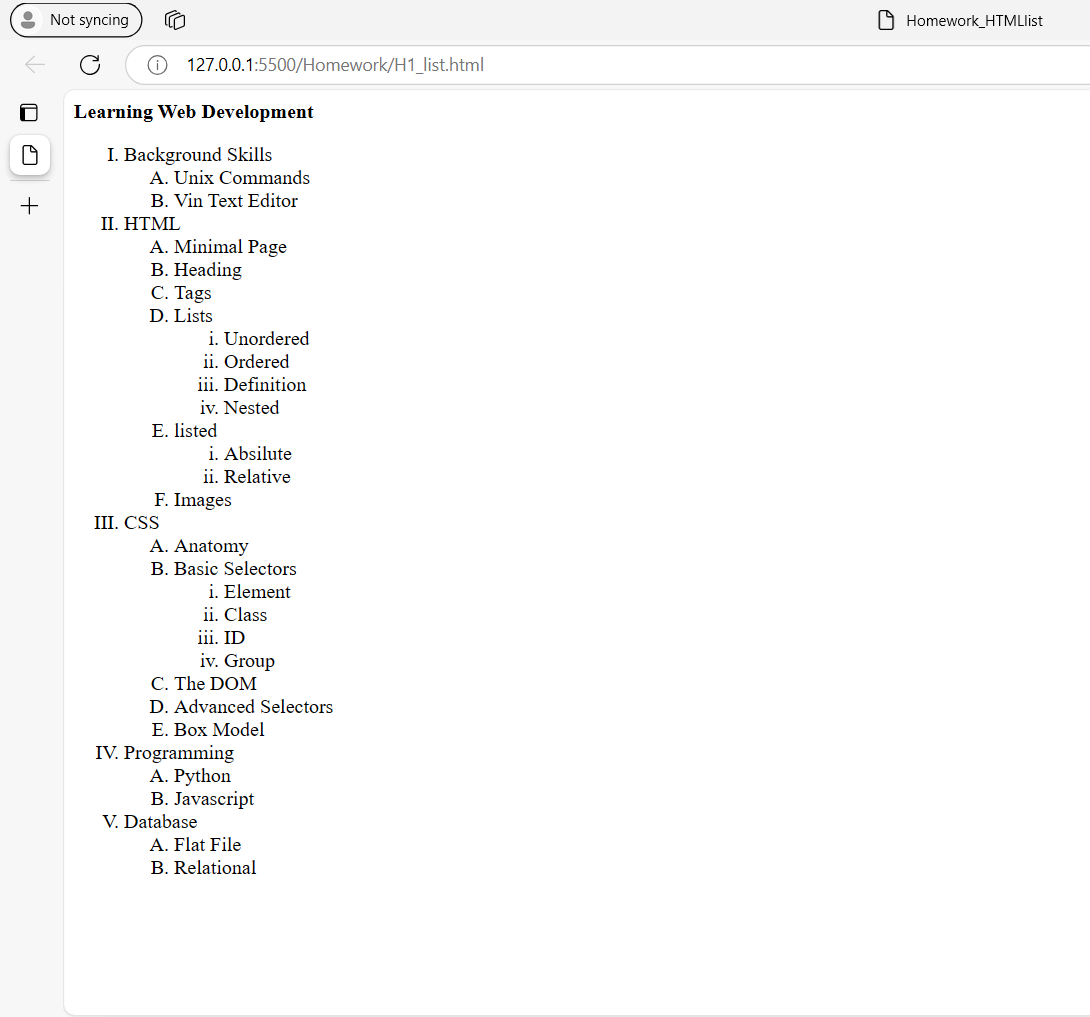 Not syncing
Homework_HTMLlist
127.0.0.1:5500/Homework/H1_list.html
Learning Web Development
I. Background Skills
A. Unix Commands
B. Vin Text Editor
II. HTML
A. Minimal Page
B. Heading
C. Tags
D. Lists
i. Unordered
ii. Ordered
iii. Definition
iv. Nested
E. listed
i. Absilute
ii. Relative
F. Images
III. CSS
A. Anatomy
B. Basic Selectors
i. Element
ii. Class
iii. ID
iv. Group
C. The DOM
D. Advanced Selectors
E. Box Model
IV. Programming
A. Python
B. Javascript
V. Database
A. Flat File
B. Relational